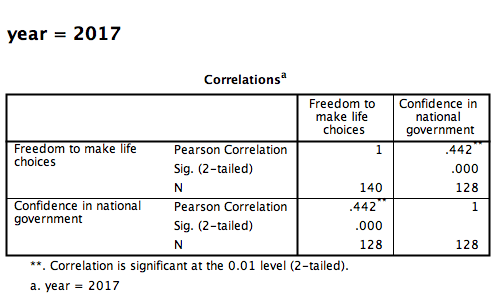 year = 2017
Correlationsa
Freedom to make life choices Confidence in national government
Freedom to make life choices Pearson Correlation 1 .442**
Sig. (2-tailed) .000
N 140 128
Confidence in national government Pearson Correlation .442** 1
Sig. (2-tailed) .000
N 128 128
**. Correlation is significant at the 0.01 level (2-tailed).
a. year = 2017